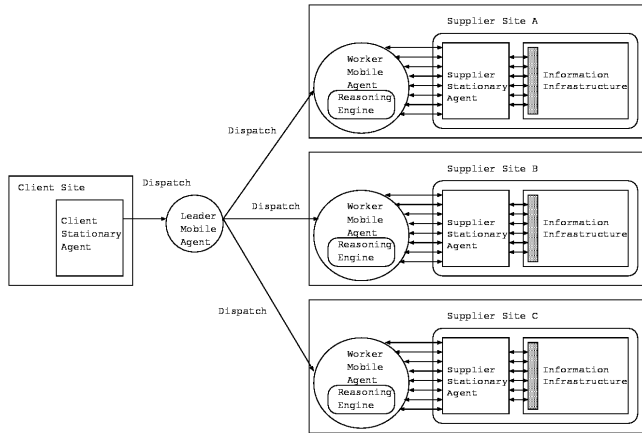 Supplier Site A
Worker
Mobile
Agent
Reasoning
Engine
Supplier
Stationary
Agent
Information
Infrastructure
Dispatch
Supplier Site B
Client Site
Client
Stationary
Agent
Dispatch
Leader
Mobile
Agent
Dispatch
Worker
Mobile
Agent
Reasoning
Engine
Supplier
Stationary
Agent
Information
Infrastructure
Dispatch
Supplier Site C
Worker
Mobile
Agent
Reasoning
Engine
Supplier
Stationary
Agent
Information
Infrastructure